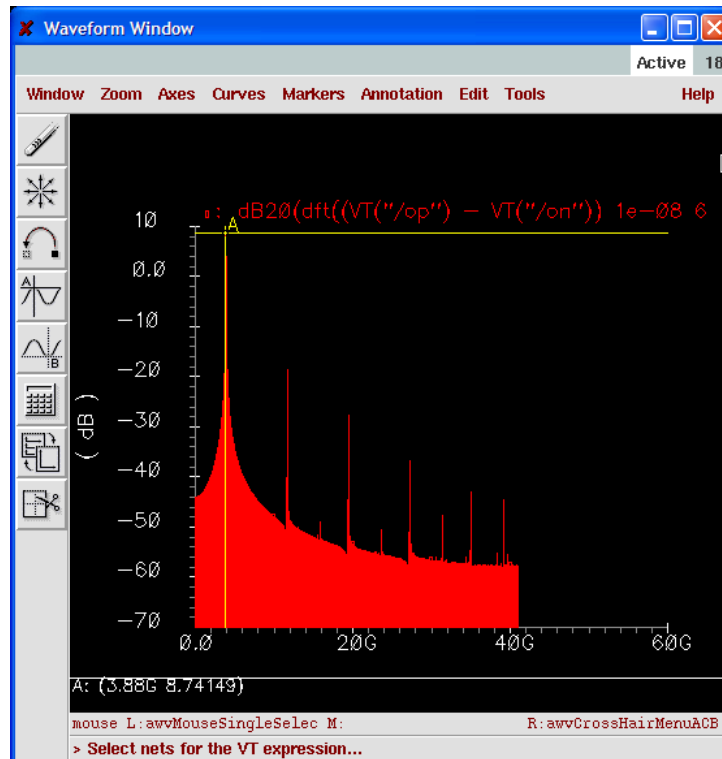 Waveform Window
Active 18
Window Zoom Axes Curves Markers Annotation Edit Tools Help
: dB20(dft((VT("/op") - VT("/on")) 1e-08 6
A
10
0.0
-10
-20
-30
-40
-50
-60
-70
( dB )
0.0 20G 40G 60G
A: (3.88G 8.74149)
mouse L:awvMouseSingleSelec M: R:awvCrossHairMenuACB
> Select nets for the VT expression...